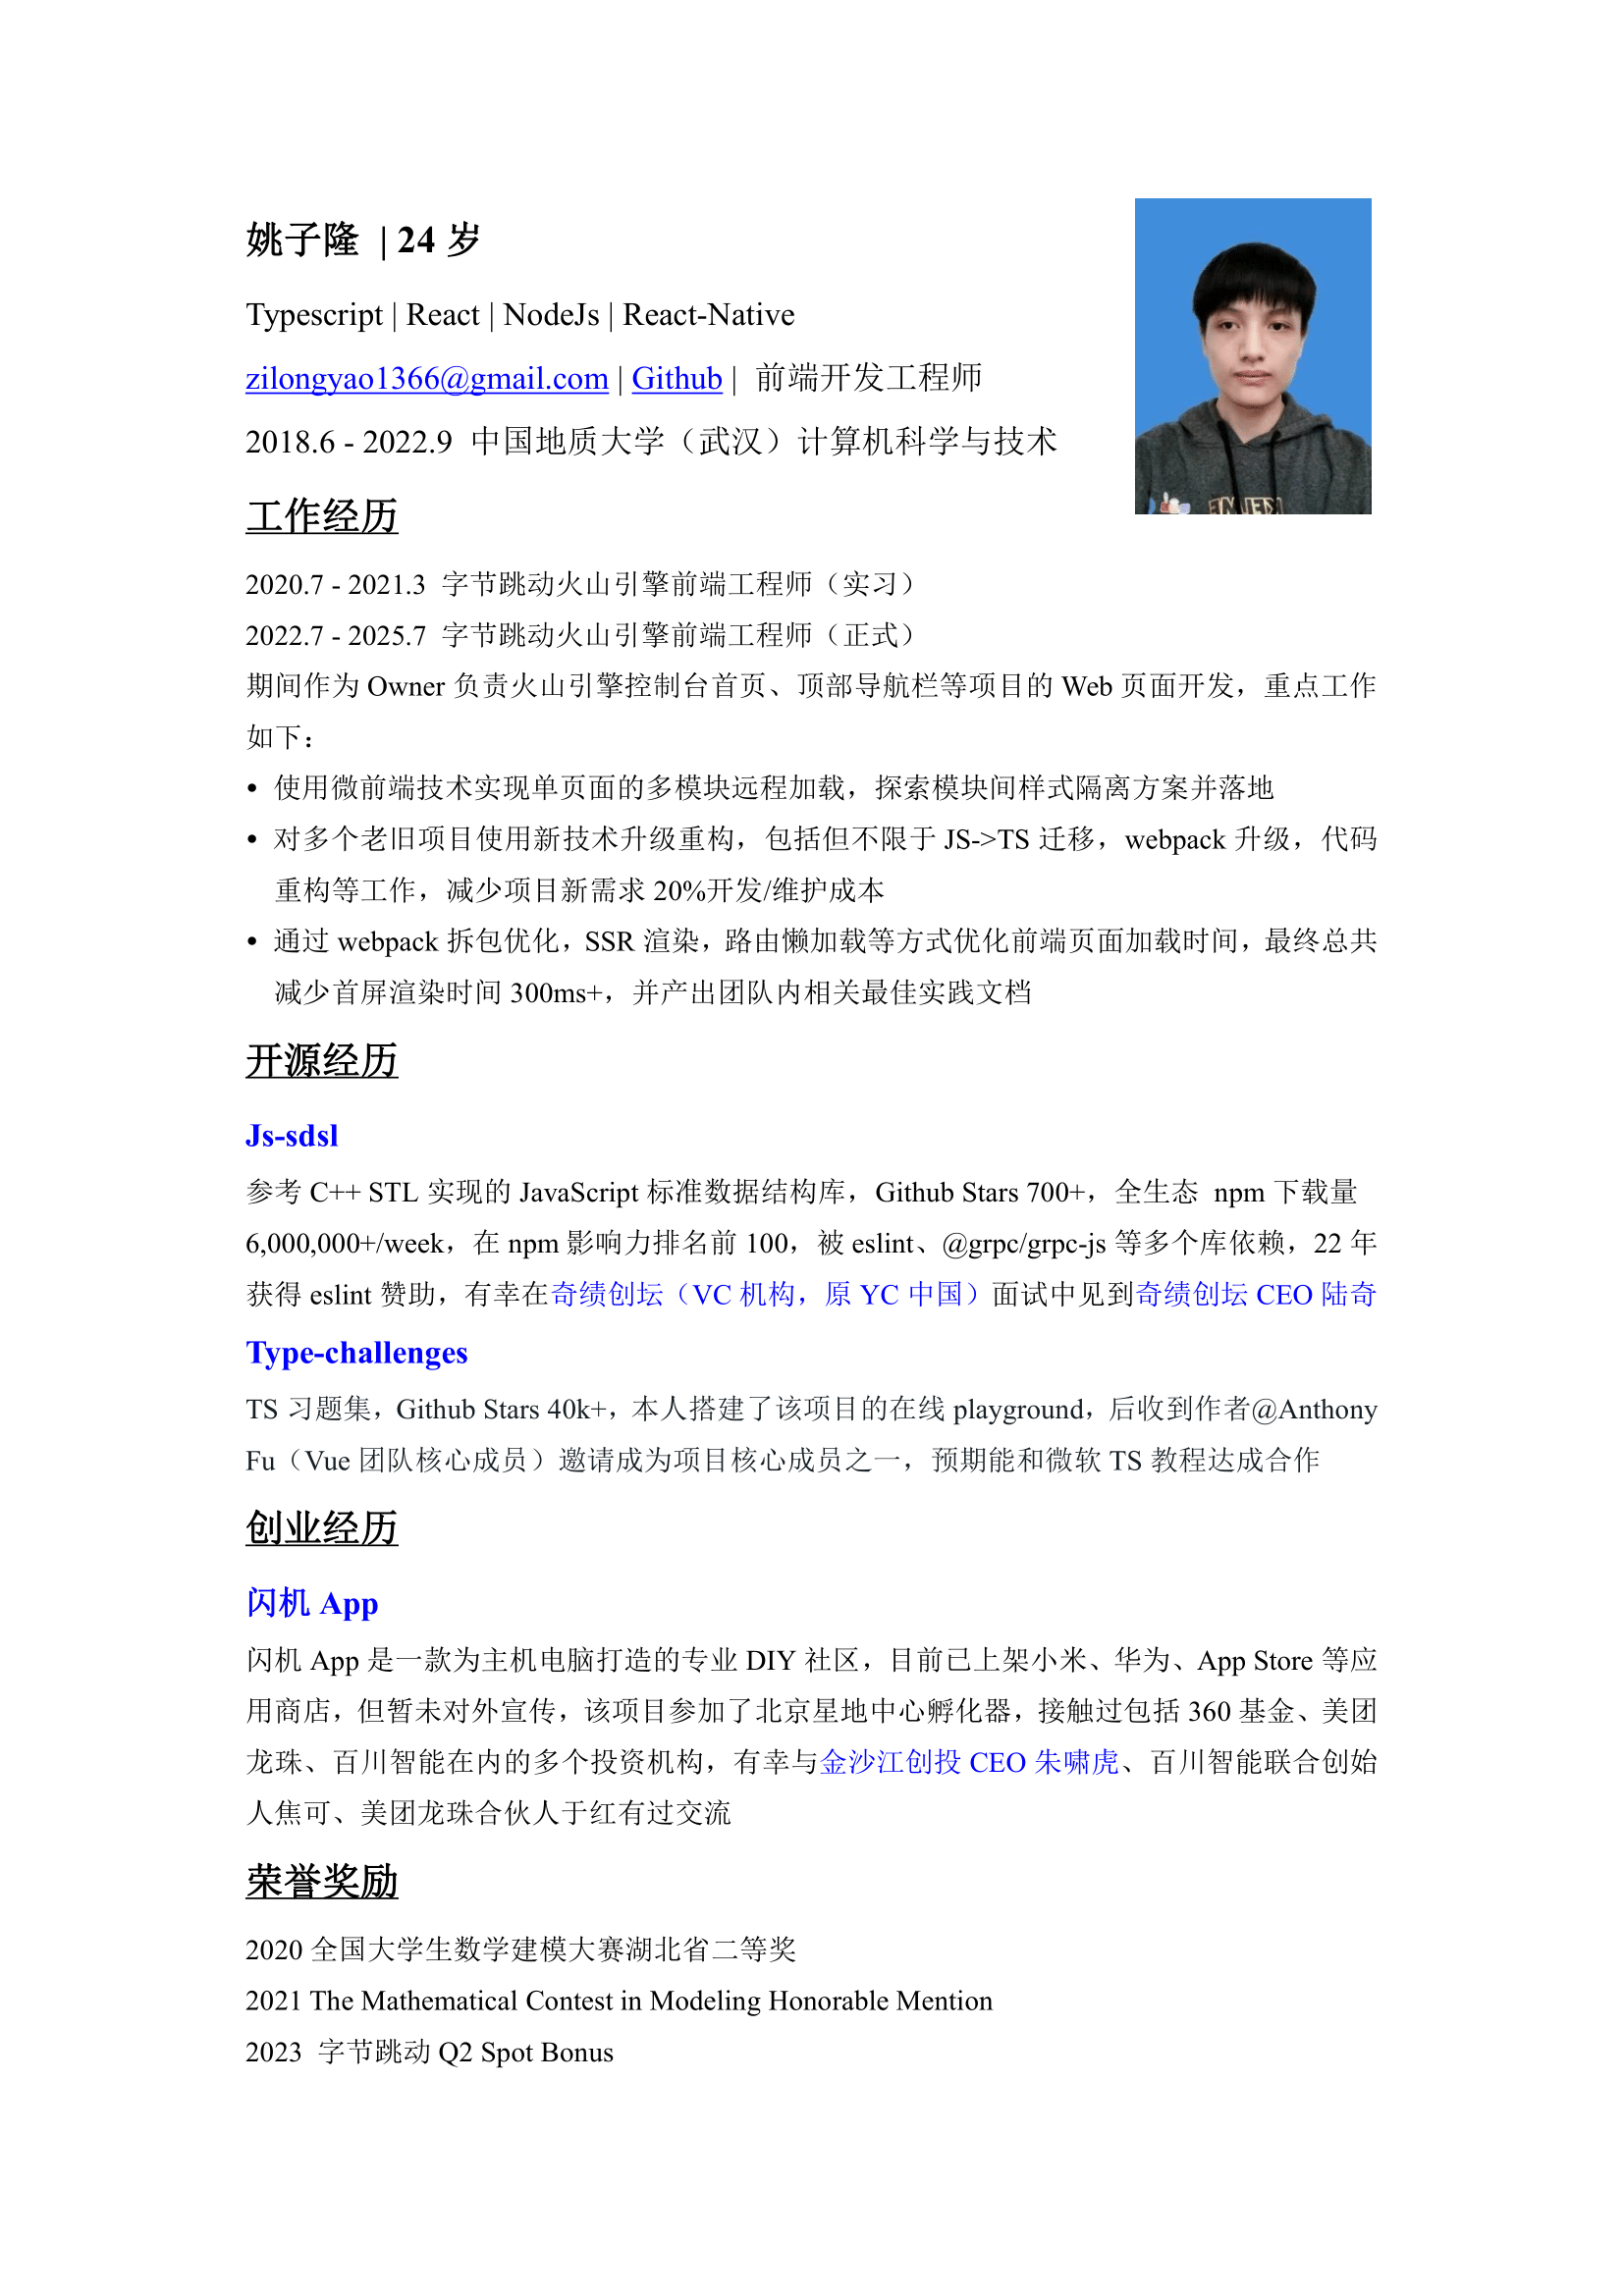 姚子隆 | 24 岁
Typescript | React | NodeJs | React-Native
zilongyao1366@gmail.com | Github | 前端开发工程师
2018.6 - 2022.9 中国地质大学（武汉）计算机科学与技术
工作经历
2020.7 - 2021.3 字节跳动火山引擎前端工程师（实习）
2022.7 - 2025.7 字节跳动火山引擎前端工程师（正式）
期间作为 Owner 负责火山引擎控制台首页、顶部导航栏等项目的 Web 页面开发，重点工作
如下：
• 使用微前端技术实现单页面的多模块远程加载，探索模块间样式隔离方案并落地
• 对多个老旧项目使用新技术升级重构，包括但不限于 JS->TS 迁移，webpack 升级，代码
重构等工作，减少项目新需求 20%开发/维护成本
• 通过 webpack 拆包优化，SSR 渲染，路由懒加载等方式优化前端页面加载时间，最终总共
减少首屏渲染时间 300ms+，并产出团队内相关最佳实践文档
开源经历
Js-sdsl
参考 C++ STL 实现的 JavaScript 标准数据结构库，Github Stars 700+，全生态 npm 下载量
6,000,000+/week，在 npm 影响力排名前 100，被 eslint、@grpc/grpc-js 等多个库依赖，22 年
获得 eslint 赞助，有幸在奇绩创坛（VC 机构，原 YC 中国）面试中见到奇绩创坛 CEO 陆奇
Type-challenges
TS 习题集，Github Stars 40k+，本人搭建了该项目的在线 playground，后收到作者@Anthony
Fu（Vue 团队核心成员）邀请成为项目核心成员之一，预期能和微软 TS 教程达成合作
创业经历
闪机 App
闪机 App 是一款为主机电脑打造的专业 DIY 社区，目前已上架小米、华为、App Store 等应
用商店，但暂未对外宣传，该项目参加了北京星地中心孵化器，接触过包括 360 基金、美团
龙珠、百川智能在内的多个投资机构，有幸与金沙江创投 CEO 朱啸虎、百川智能联合创始
人焦可、美团龙珠合伙人于红有过交流
荣誉奖励
2020 全国大学生数学建模大赛湖北省二等奖
2021 The Mathematical Contest in Modeling Honorable Mention
2023 字节跳动 Q2 Spot Bonus